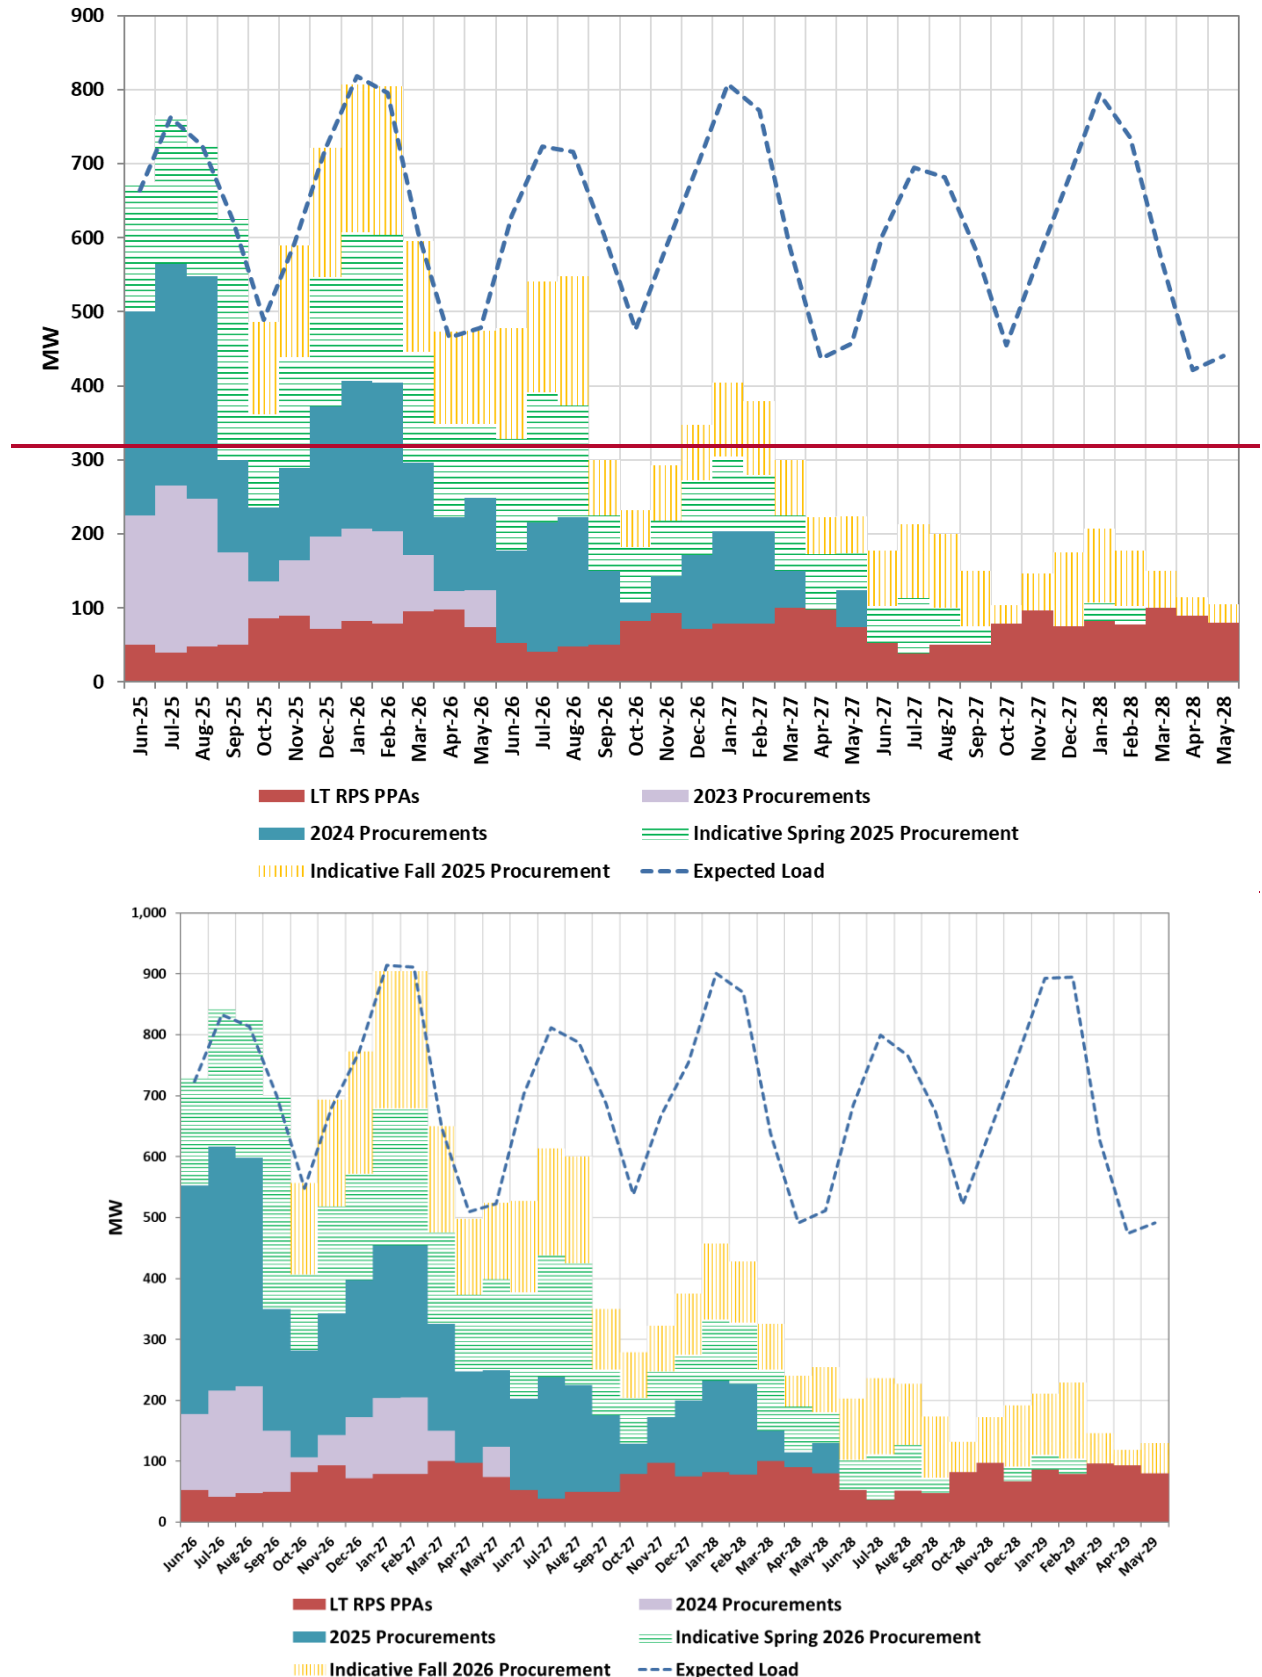 900
800
700
600
500
400
300
200
100
0
MW
Jun-25 Jul-25 Aug-25 Sep-25 Oct-25 Nov-25 Dec-25 Jan-26 Feb-26 Mar-26 Apr-26 May-26 Jun-26 Jul-26 Aug-26 Sep-26 Oct-26 Nov-26 Dec-26 Jan-27 Feb-27 Mar-27 Apr-27 May-27 Jun-27 Jul-27 Aug-27 Sep-27 Oct-27 Nov-27 Dec-27 Jan-28 Feb-28 Mar-28 Apr-28 May-28
LT RPS PPAs 2023 Procurements
2024 Procurements Indicative Spring 2025 Procurement
Indicative Fall 2025 Procurement Expected Load
1,000
900
800
700
600
500
400
300
200
100
0
MW
Jun-26 Jul-26 Aug-26 Sep-26 Oct-26 Nov-26 Dec-26 Jan-27 Feb-27 Mar-27 Apr-27 May-27 Jun-27 Jul-27 Aug-27 Sep-27 Oct-27 Nov-27 Dec-27 Jan-28 Feb-28 Mar-28 Apr-28 May-28 Jun-28 Jul-28 Aug-28 Sep-28 Oct-28 Nov-28 Dec-28 Jan-29 Feb-29 Mar-29 Apr-29 May-29
LT RPS PPAs 2024 Procurements
2025 Procurements Indicative Spring 2026 Procurement
Indicative Fall 2026 Procurement Expected Load